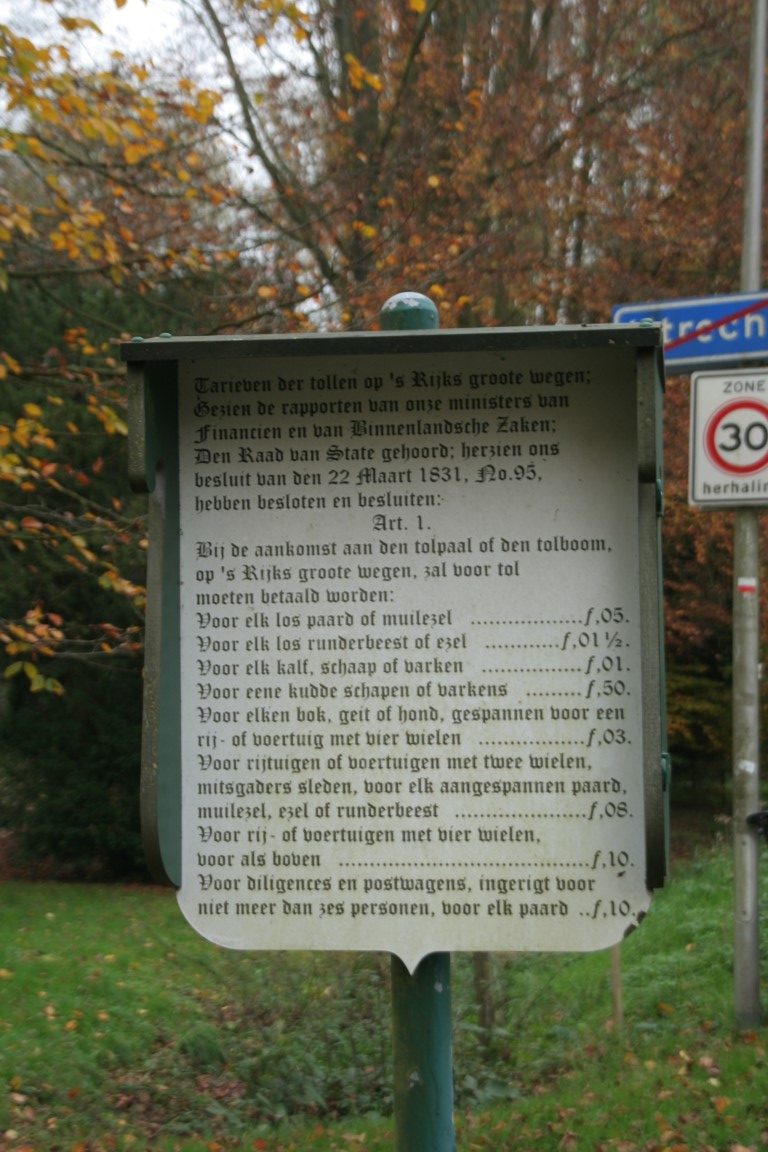 Tarieven der tollen op 's Rijks groote wegen;
Gezien de rapporten van onze ministers van
Financien en van Binnenlandsche Zaken;
Den Raad van State gehoord; herzien ons
besluit van den 22 Maart 1831, No.95,
hebben besloten en besluiten:
Art. 1.
Bij de aankomst aan den tolpaal of den tolboom,
op 's Rijks groote wegen, zal voor tol
moeten betaald worden:
Voor elk los paard of muilezel ................f,05.
Voor elk los runderbeest of ezel ............f,01½.
Voor elk kalf, schaap of varken ................f,01.
Voor eene kudde schapen of varkens .........f,50.
Voor elken bok, geit of hond, gespannen voor een
rij- of voertuig met vier wielen .................f,03.
Voor rijtuigen of voertuigen met twee wielen,
mitsgaders sleden, voor elk aangespannen paard,
muilezel, ezel of runderbeest .....................f,08.
Voor rij- of voertuigen met vier wielen,
voor als boven .......................................f,10.
Voor diligences en postwagens, ingerigt voor
niet meer dan zes personen, voor elk paard ..f,10.
ZONE
30